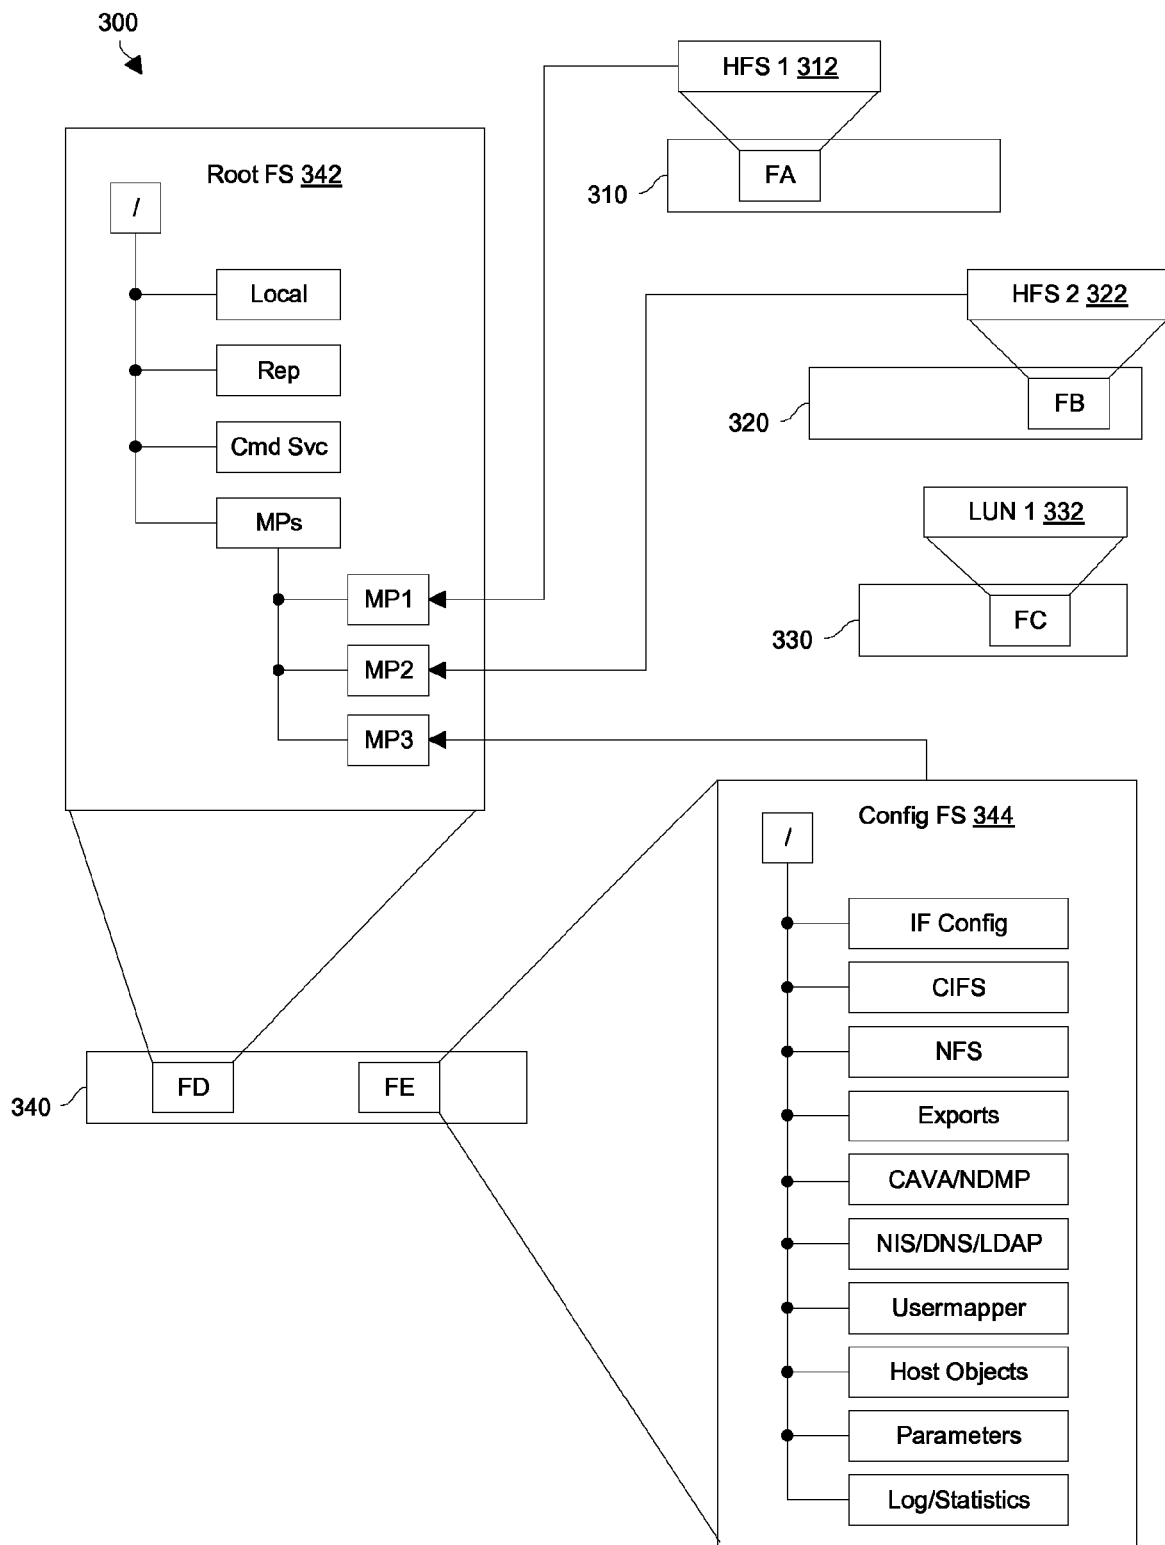 300
HFS 1 312
Root FS 342
/
FA
310
Local
HFS 2 322
Rep
FB
320
Cmd Svc
MPs
LUN 1 332
MP1
FC
330
MP2
MP3
Config FS 344
/
IF Config
CIFS
NFS
FD
FE
340
Exports
CAVA/NDMP
NIS/DNS/LDAP
Usermapper
Host Objects
Parameters
Log/Statistics